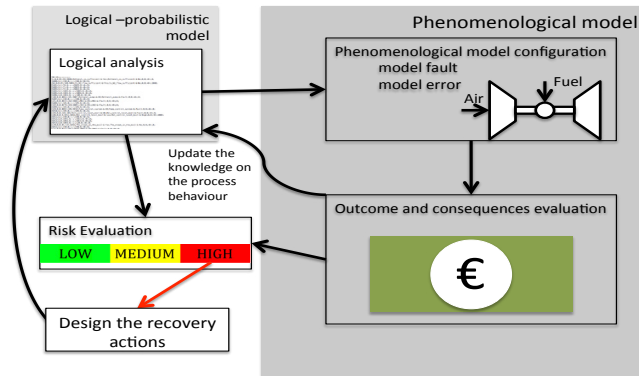 Logical –probabilistic
model
Phenomenological model
Logical analysis
Phenomenological model configuration
model fault
model error
Fuel
Air
Update the
knowledge on
the process
behaviour
Outcome and consequences evaluation
€
Risk Evaluation
LOW MEDIUM HIGH
Design the recovery
actions